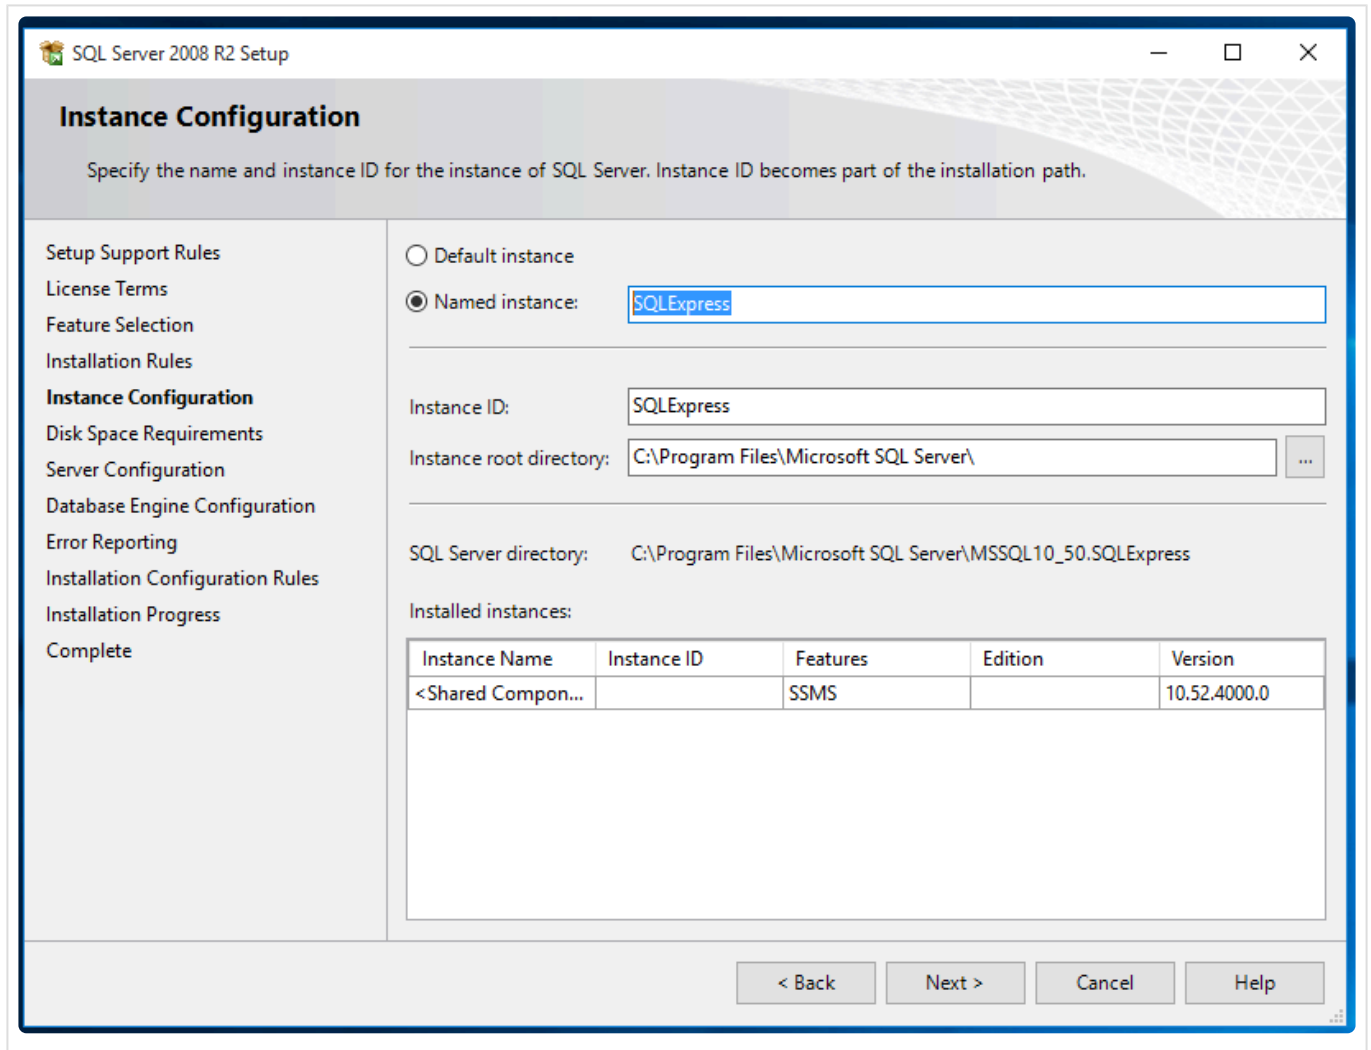 SQL Server 2008 R2 Setup
Instance Configuration
Specify the name and instance ID for the instance of SQL Server. Instance ID becomes part of the installation path.
Setup Support Rules
License Terms
Feature Selection
Installation Rules
Instance Configuration
Disk Space Requirements
Server Configuration
Database Engine Configuration
Error Reporting
Installation Configuration Rules
Installation Progress
Complete
Default instance
Named instance: SQLExpress
Instance ID: SQLExpress
Instance root directory: C:\Program Files\Microsoft SQL Server\ ...
SQL Server directory: C:\Program Files\Microsoft SQL Server\MSSQL10_50.SQLExpress
Installed instances:
Instance Name Instance ID Features Edition Version
<Shared Compon... SSMS 10.52.4000.0
< Back Next > Cancel Help